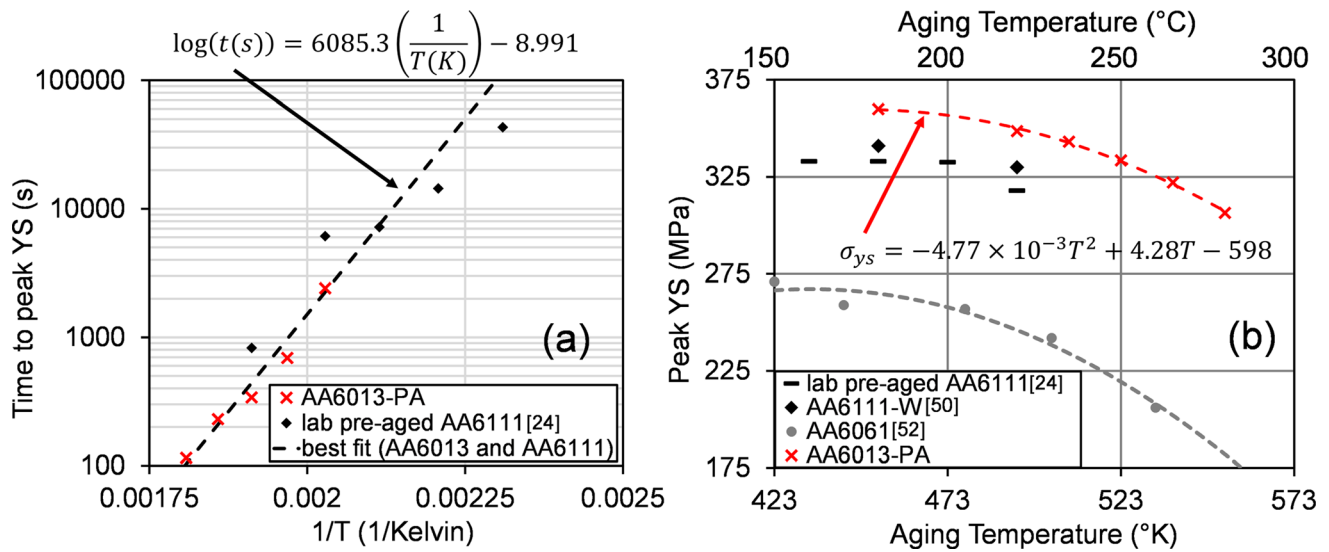 (a)
log(t(s)) = 6085.3 (1/T(K)) − 8.991
Time to peak YS (s)
100000
10000
1000
100
0.00175
0.002
0.00225
0.0025
1/T (1/Kelvin)
(a)
AA6013-PA
lab pre-aged AA6111[24]
best fit (AA6013 and AA6111)
(b)
Aging Temperature (°C)
150
200
250
300
Peak YS (MPa)
375
325
275
225
175
σys = −4.77 × 10−3T2 + 4.28T − 598
(b)
lab pre-aged AA6111[24]
AA6111-W[50]
AA6061[52]
AA6013-PA
423
473
523
573
Aging Temperature (°K)